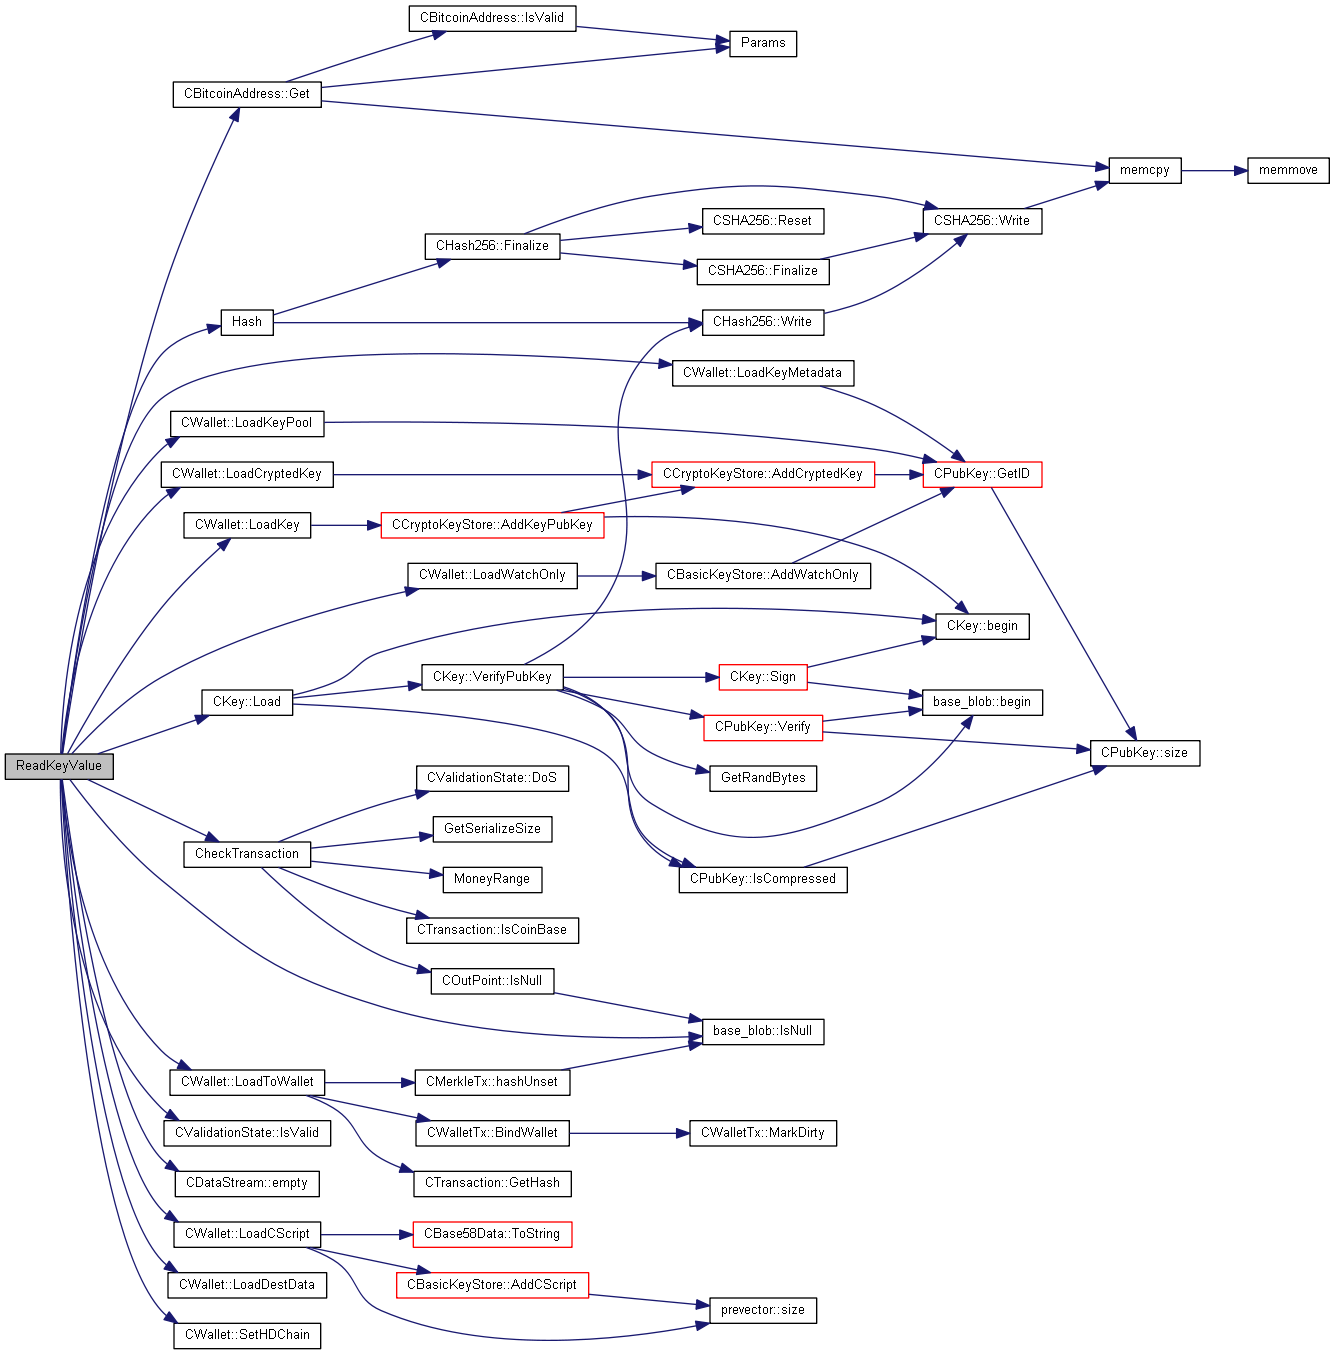 CBitcoinAddress::IsValid
Params
CBitcoinAddress::Get
memcpy
memmove
CSHA256::Reset
CSHA256::Write
CHash256::Finalize
CSHA256::Finalize
Hash
CHash256::Write
CWallet::LoadKeyMetadata
CWallet::LoadKeyPool
CWallet::LoadCryptedKey
CCryptoKeyStore::AddCryptedKey
CPubKey::GetID
CWallet::LoadKey
CCryptoKeyStore::AddKeyPubKey
CWallet::LoadWatchOnly
CBasicKeyStore::AddWatchOnly
CKey::begin
CKey::VerifyPubKey
CKey::Sign
CKey::Load
base_blob::begin
CPubKey::Verify
CPubKey::size
ReadKeyValue
CValidationState::DoS
GetRandBytes
GetSerializeSize
CheckTransaction
MoneyRange
CPubKey::IsCompressed
CTransaction::IsCoinBase
COutPoint::IsNull
base_blob::IsNull
CWallet::LoadToWallet
CMerkleTx::hashUnset
CValidationState::IsValid
CWalletTx::BindWallet
CWalletTx::MarkDirty
CDataStream::empty
CTransaction::GetHash
CWallet::LoadCScript
CBase58Data::ToString
CWallet::LoadDestData
CBasicKeyStore::AddCScript
prevector::size
CWallet::SetHDChain